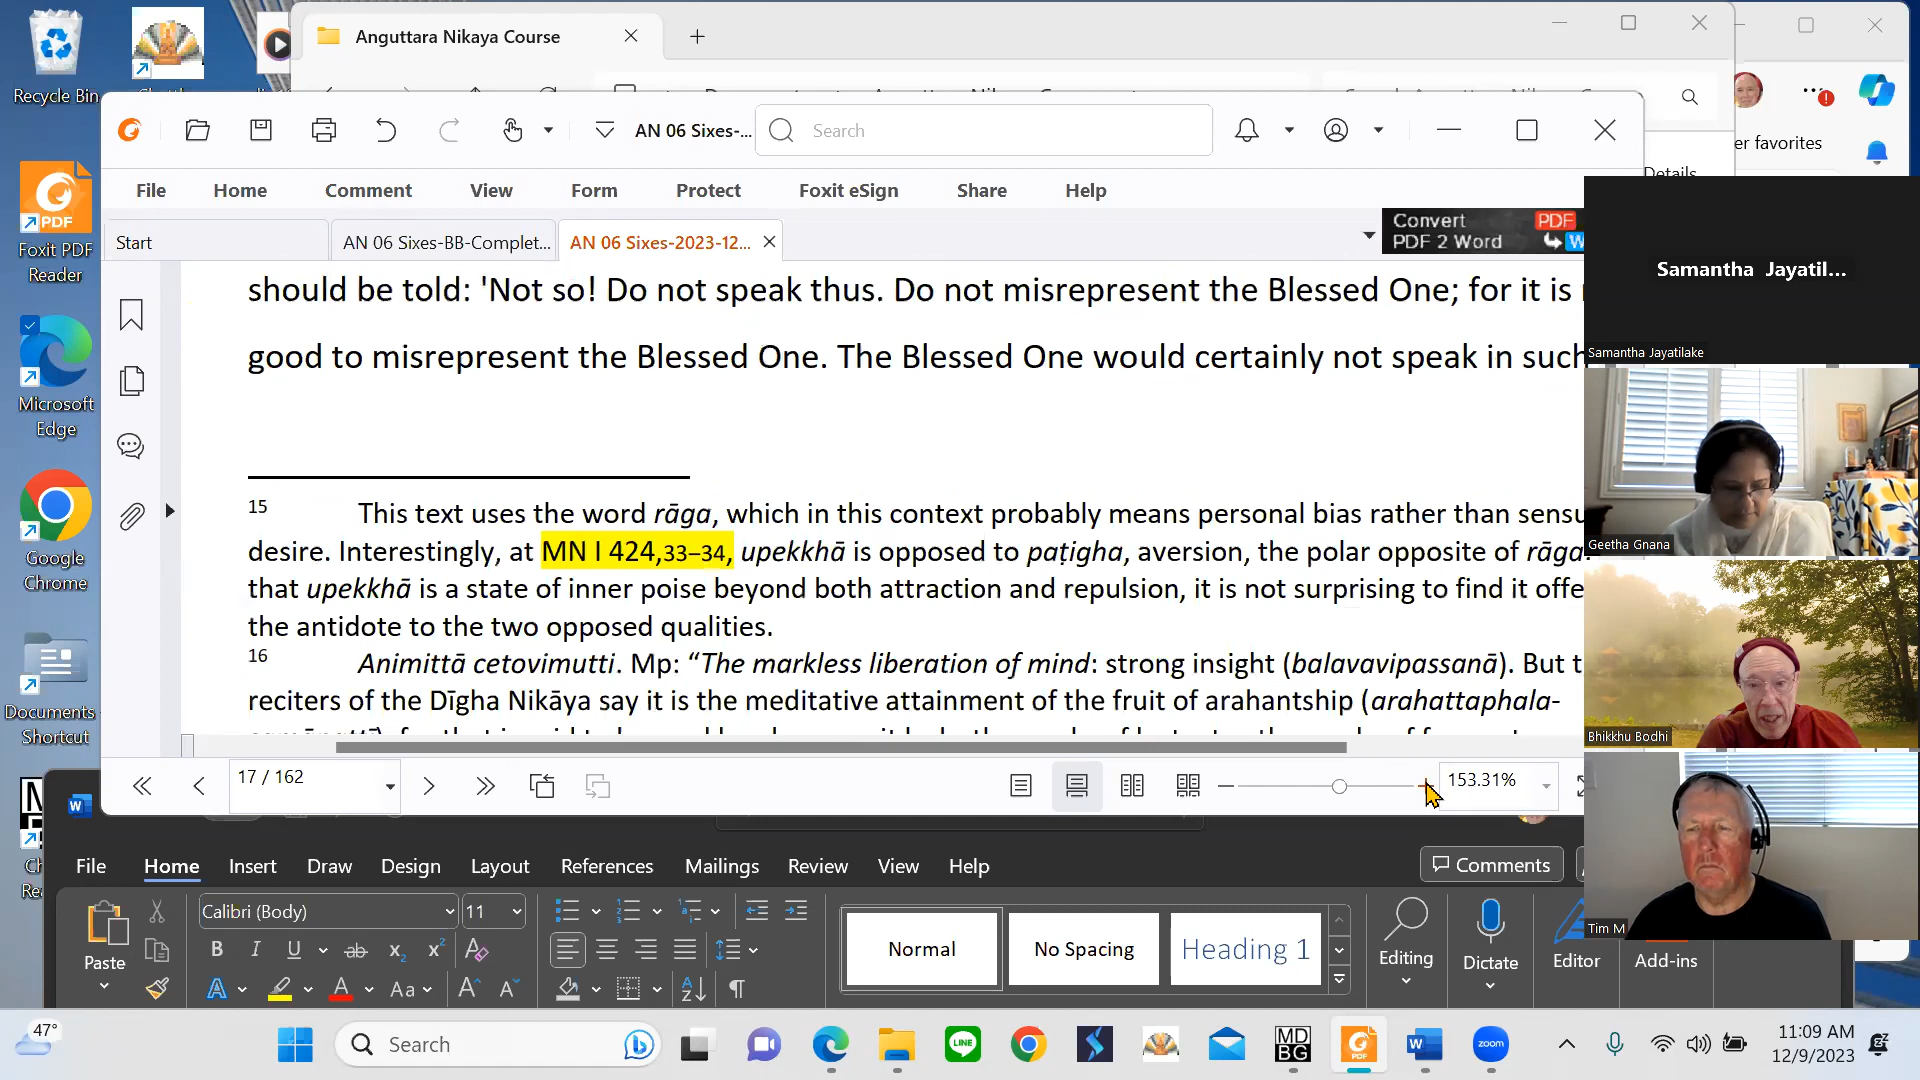 Recycle Bin
Anguttara Nikaya Course
AN 06 Sixes-...
Search
er favorites
Details
File Home Comment View Form Protect Foxit eSign Share Help
Foxit PDF
Reader
Start
AN 06 Sixes-BB-Complet...
AN 06 Sixes-2023-12...
Convert PDF
PDF 2 Word
should be told: 'Not so! Do not speak thus. Do not misrepresent the Blessed One; for it is
good to misrepresent the Blessed One. The Blessed One would certainly not speak in such
15 This text uses the word rāga, which in this context probably means personal bias rather than sensu
desire. Interestingly, at MN I 424,33–34, upekkhā is opposed to paṭigha, aversion, the polar opposite of rāga.
that upekkhā is a state of inner poise beyond both attraction and repulsion, it is not surprising to find it offe
the antidote to the two opposed qualities.
16 Animittā cetovimutti. Mp: “The markless liberation of mind: strong insight (balavavipassanā). But t
reciters of the Dīgha Nikāya say it is the meditative attainment of the fruit of arahantship (arahattaphala-
Microsoft
Edge
Google
Chrome
Documents -
Shortcut
17 / 162
153.31%
Samantha Jayatil...
Samantha Jayatilake
Geetha Gnana
Bhikkhu Bodhi
Tim M
File Home Insert Draw Design Layout References Mailings Review View Help
Comments
Paste
Calibri (Body) 11
Normal
No Spacing
Heading 1
Editing
Dictate
Editor
Add-ins
47°
Search
LINE
MD
BG
PDF
zoom
11:09 AM
12/9/2023